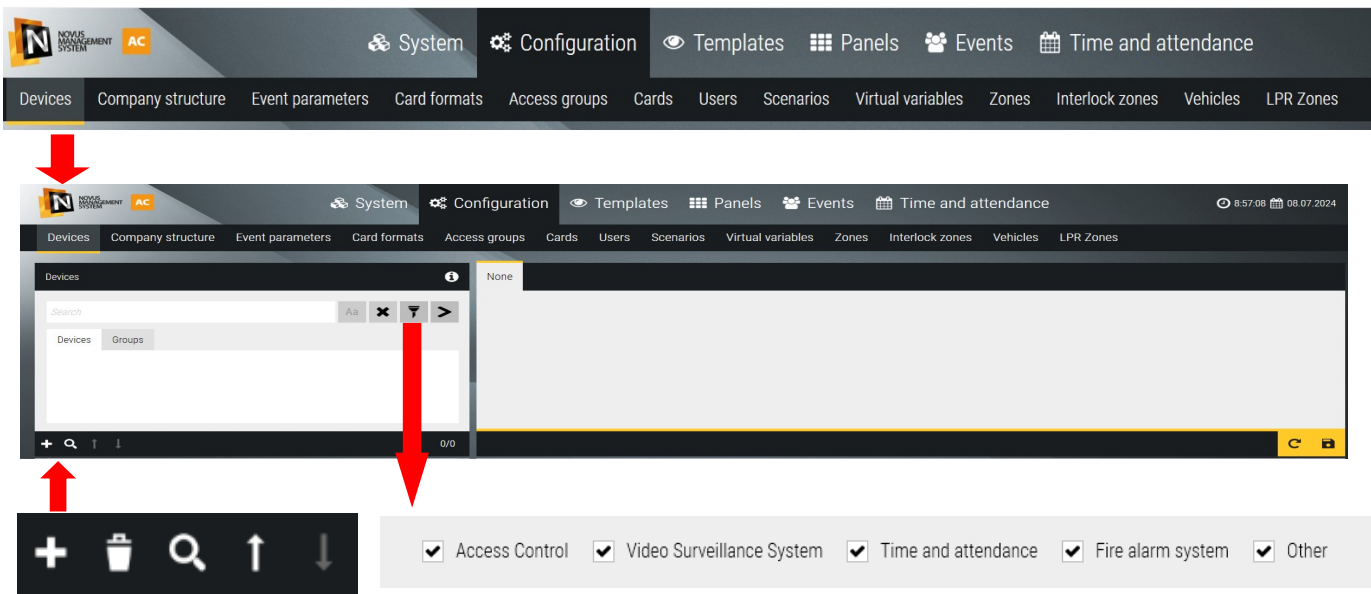 NOVUS
MANAGEMENT
SYSTEM
AC
System Configuration Templates Panels Events Time and attendance
Devices Company structure Event parameters Card formats Access groups Cards Users Scenarios Virtual variables Zones Interlock zones Vehicles LPR Zones
NOVUS
MANAGEMENT
SYSTEM
AC
System Configuration Templates Panels Events Time and attendance 8:57:08 08.07.2024
Devices Company structure Event parameters Card formats Access groups Cards Users Scenarios Virtual variables Zones Interlock zones Vehicles LPR Zones
Devices
None
Search Aa
Devices Groups
0/0
Access Control Video Surveillance System Time and attendance Fire alarm system Other